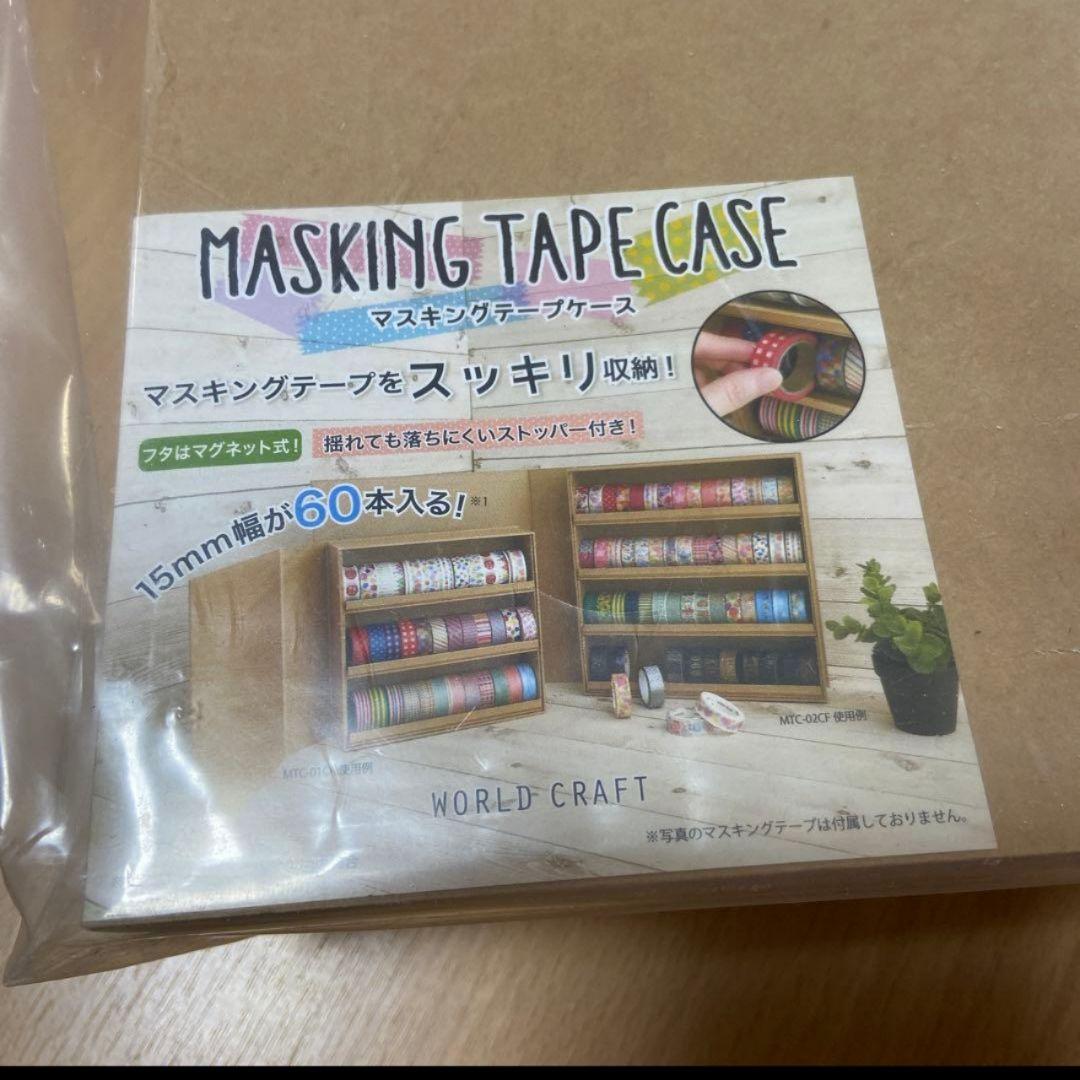 MASKING TAPE CASE
マスキングテープケース
マスキングテープをスッキリ収納!
フタはマグネット式!
揺れても落ちにくいストッパー付き!
15mm幅が60本入る!※1
MTC-02CF 使用例
使用例
WORLD CRAFT
※写真のマスキングテープは付属しておりません。